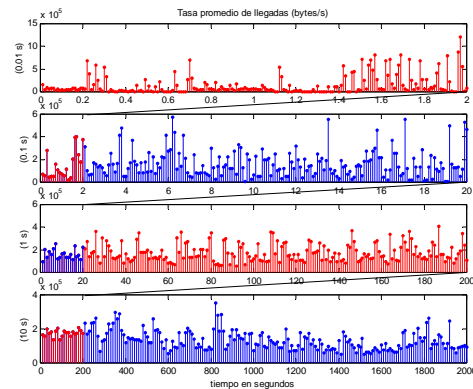 Tasa promedio de llegadas (bytes/s)
x 10^5
15
10
5
0
(0.01 s)
0 0.2 0.4 0.6 0.8 1 1.2 1.4 1.6 1.8 2
x 10^5
6
4
2
0
(0.1 s)
0 2 4 6 8 10 12 14 16 18 20
x 10^5
6
4
2
0
(1 s)
0 20 40 60 80 100 120 140 160 180 200
x 10^5
4
2
0
(10 s)
0 200 400 600 800 1000 1200 1400 1600 1800 2000
tiempo en segundos